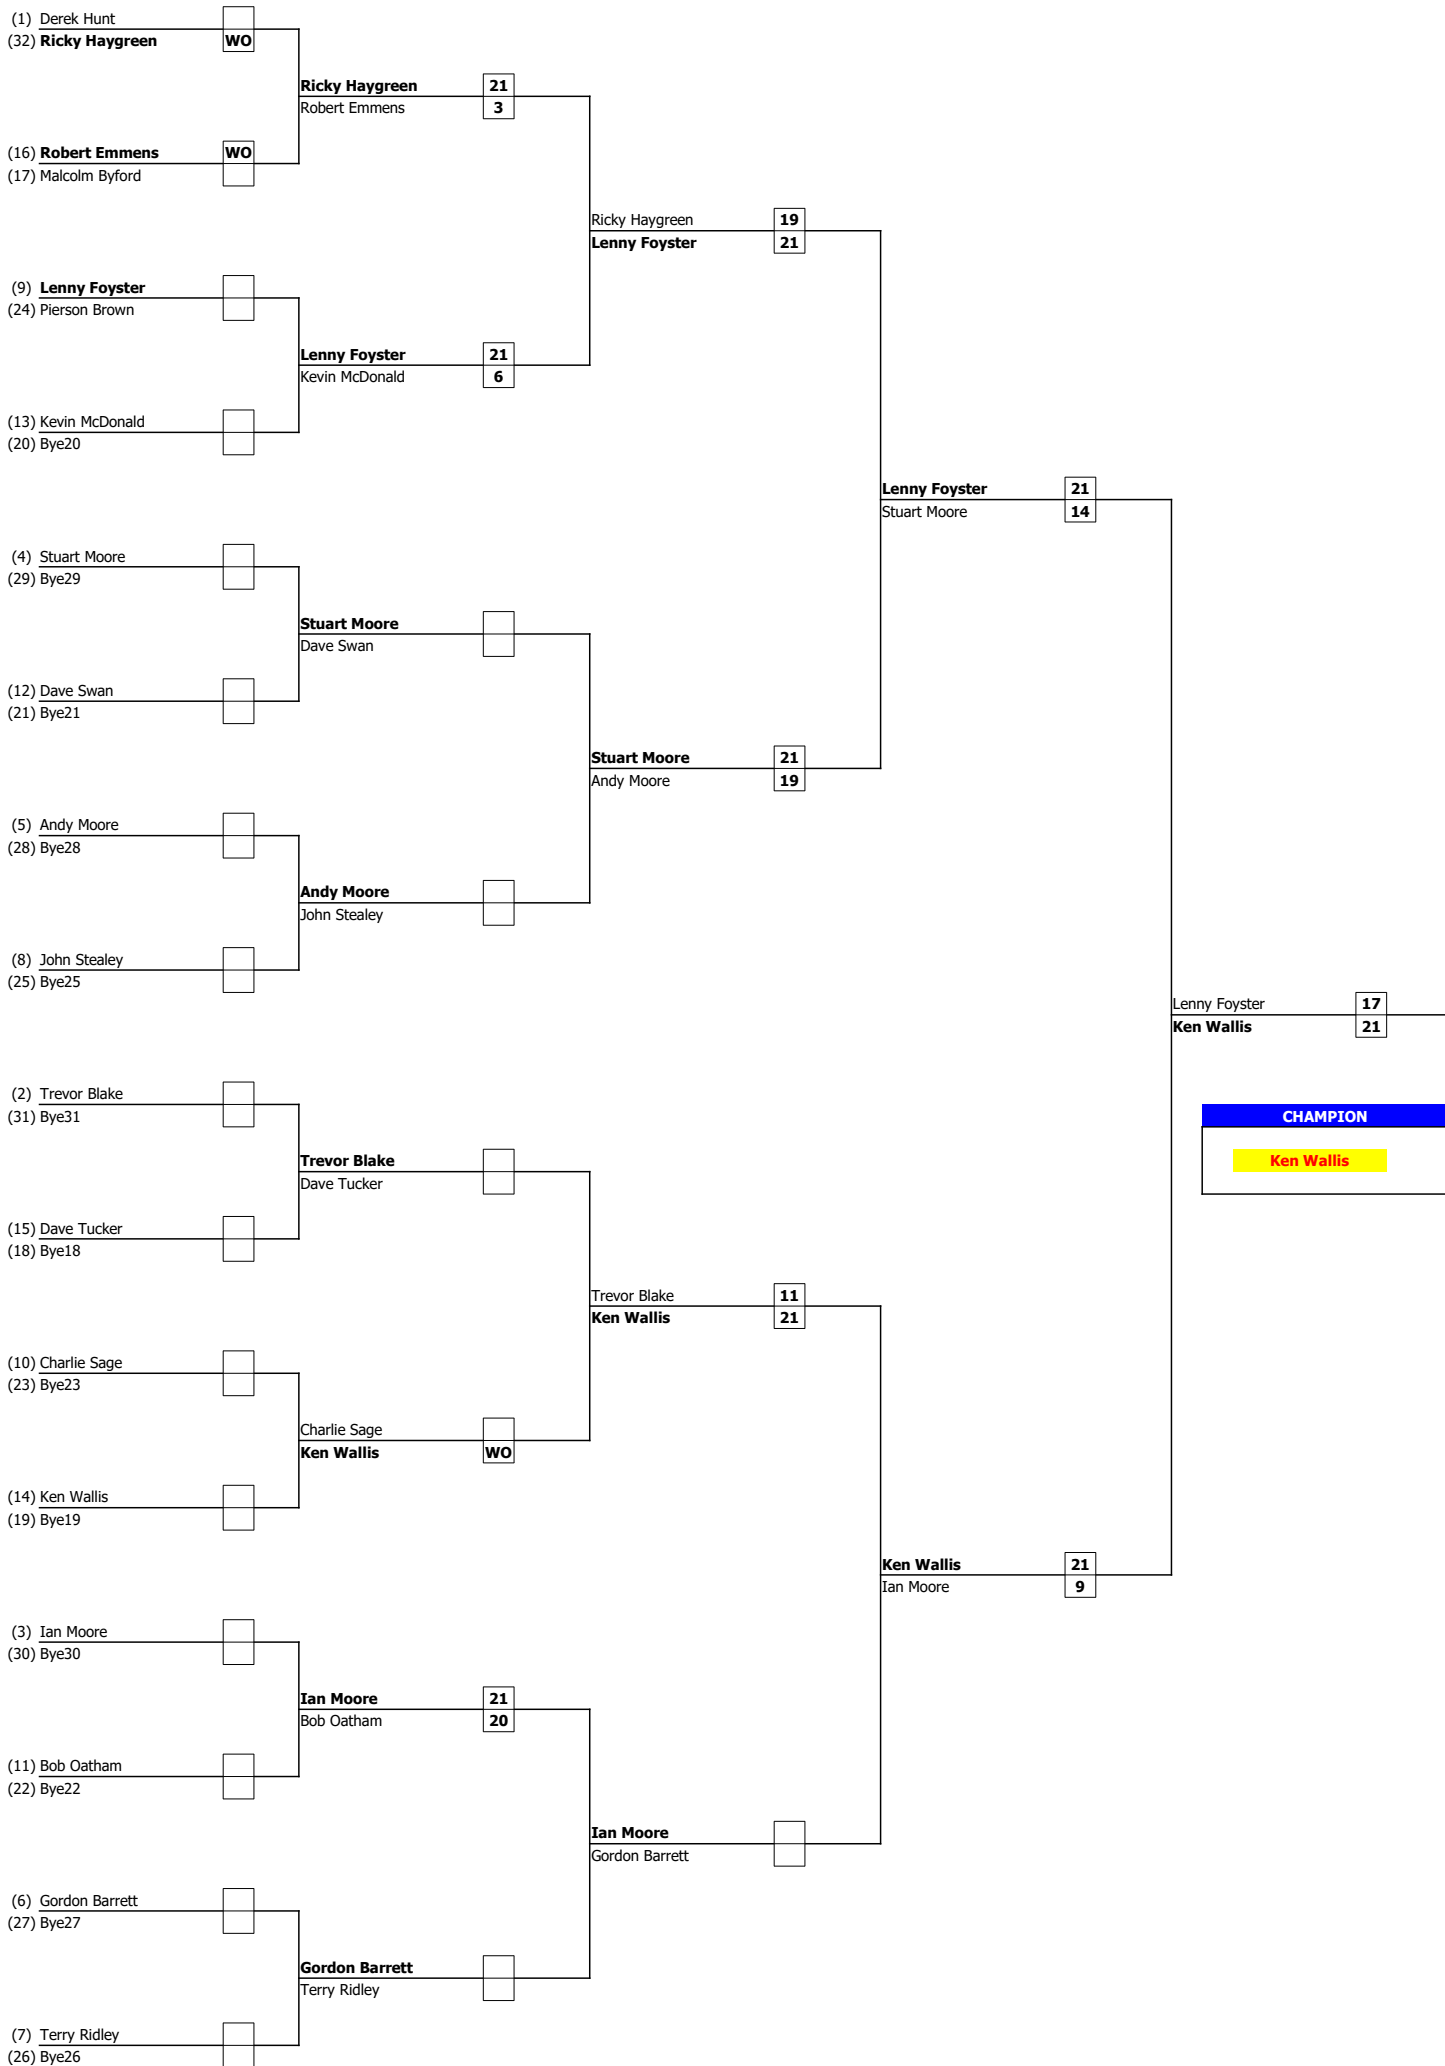 (1) Derek Hunt
(32) Ricky Haygreen WO
Ricky Haygreen 21
Robert Emmens 3
(16) Robert Emmens WO
(17) Malcolm Byford
Ricky Haygreen 19
Lenny Foyster 21
(9) Lenny Foyster
(24) Pierson Brown
Lenny Foyster 21
Kevin McDonald 6
(13) Kevin McDonald
(20) Bye20
Lenny Foyster 21
Stuart Moore 14
(4) Stuart Moore
(29) Bye29
Stuart Moore
Dave Swan
(12) Dave Swan
(21) Bye21
Stuart Moore 21
Andy Moore 19
(5) Andy Moore
(28) Bye28
Andy Moore
John Stealey
(8) John Stealey
(25) Bye25
Lenny Foyster 17
Ken Wallis 21
(2) Trevor Blake
(31) Bye31
CHAMPION
Trevor Blake
Ken Wallis
Dave Tucker
(15) Dave Tucker
(18) Bye18
Trevor Blake 11
Ken Wallis 21
(10) Charlie Sage
(23) Bye23
Charlie Sage
Ken Wallis WO
(14) Ken Wallis
(19) Bye19
Ken Wallis 21
Ian Moore 9
(3) Ian Moore
(30) Bye30
Ian Moore 21
Bob Oatham 20
(11) Bob Oatham
(22) Bye22
Ian Moore
Gordon Barrett
(6) Gordon Barrett
(27) Bye27
Gordon Barrett
Terry Ridley
(7) Terry Ridley
(26) Bye26